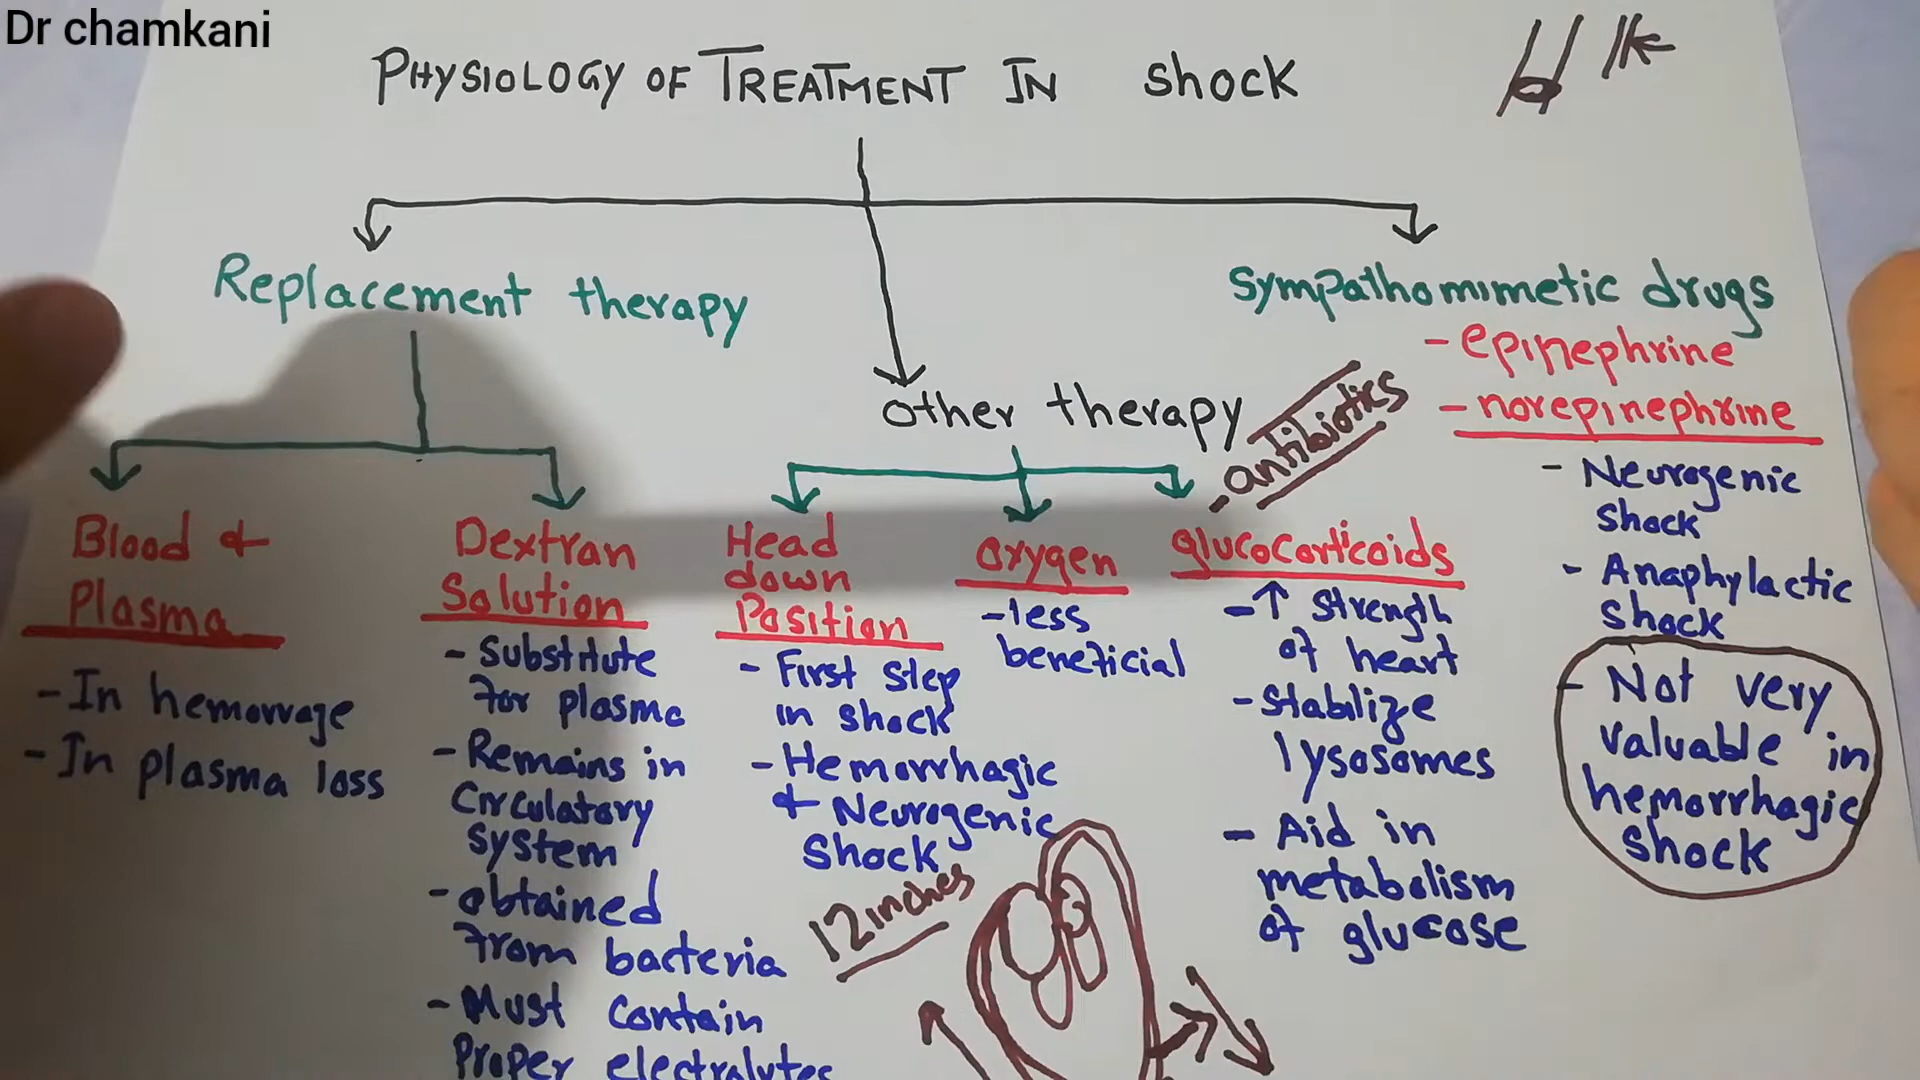 Dr chamkani
PHYSIOLOGY OF TREATMENT IN shock
Replacement therapy
Sympathomimetic drugs
- epinephrine
- norepinephrine
- Neurogenic
shock
- Anaphylactic
shock
- Not very
valuable in
hemorrhagic
shock
other therapy
- antibiotics
Blood &
Plasma
- In hemorrage
- In plasma loss
Dextran
Solution
- Substitute
for plasma
- Remains in
Circulatory
system
- obtained
from bacteria
- Must contain
Proper electrolytes
Head
down
Position
- First step
in shock
- Hemorrhagic
& Neurogenic
shock
12 inches
oxygen
- less
beneficial
glucocorticoids
- ↑ strength
of heart
- Stabilize
lysosomes
- Aid in
metabolism
of glucose